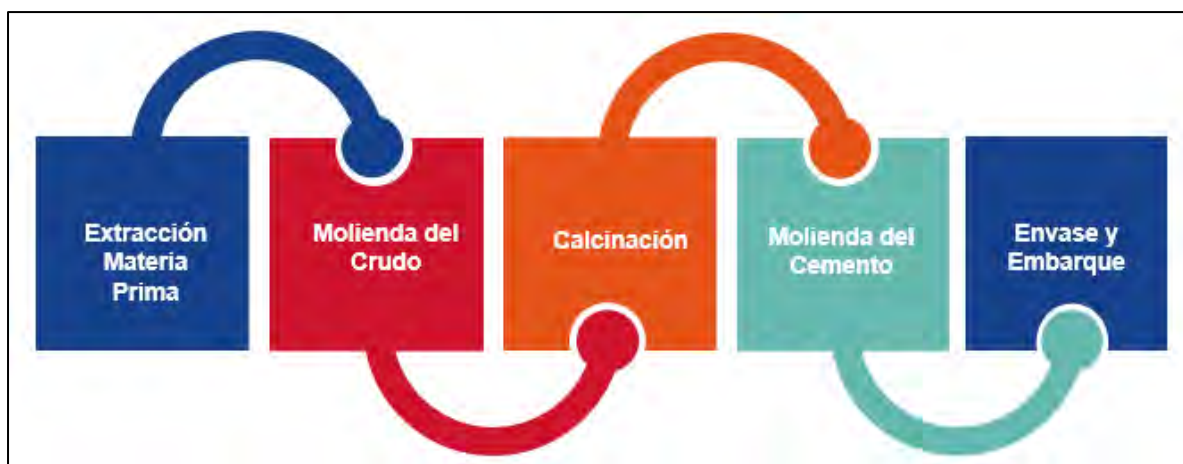 Extracción
Materia
Prima
Molienda del
Crudo
Calcinación
Molienda del
Cemento
Envase y
Embarque